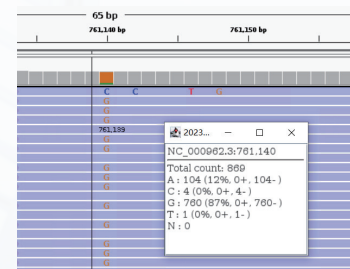 65 bp
761,140 bp 761,150 bp
C C T G
G
G
761,139
G
G
G
G
G
G
G
2023... — □ ×
NC_000962.3:761,140
Total count: 869
A : 104 (12%, 0+, 104- )
C : 4 (0%, 0+, 4- )
G : 760 (87%, 0+, 760- )
T : 1 (0%, 0+, 1- )
N : 0